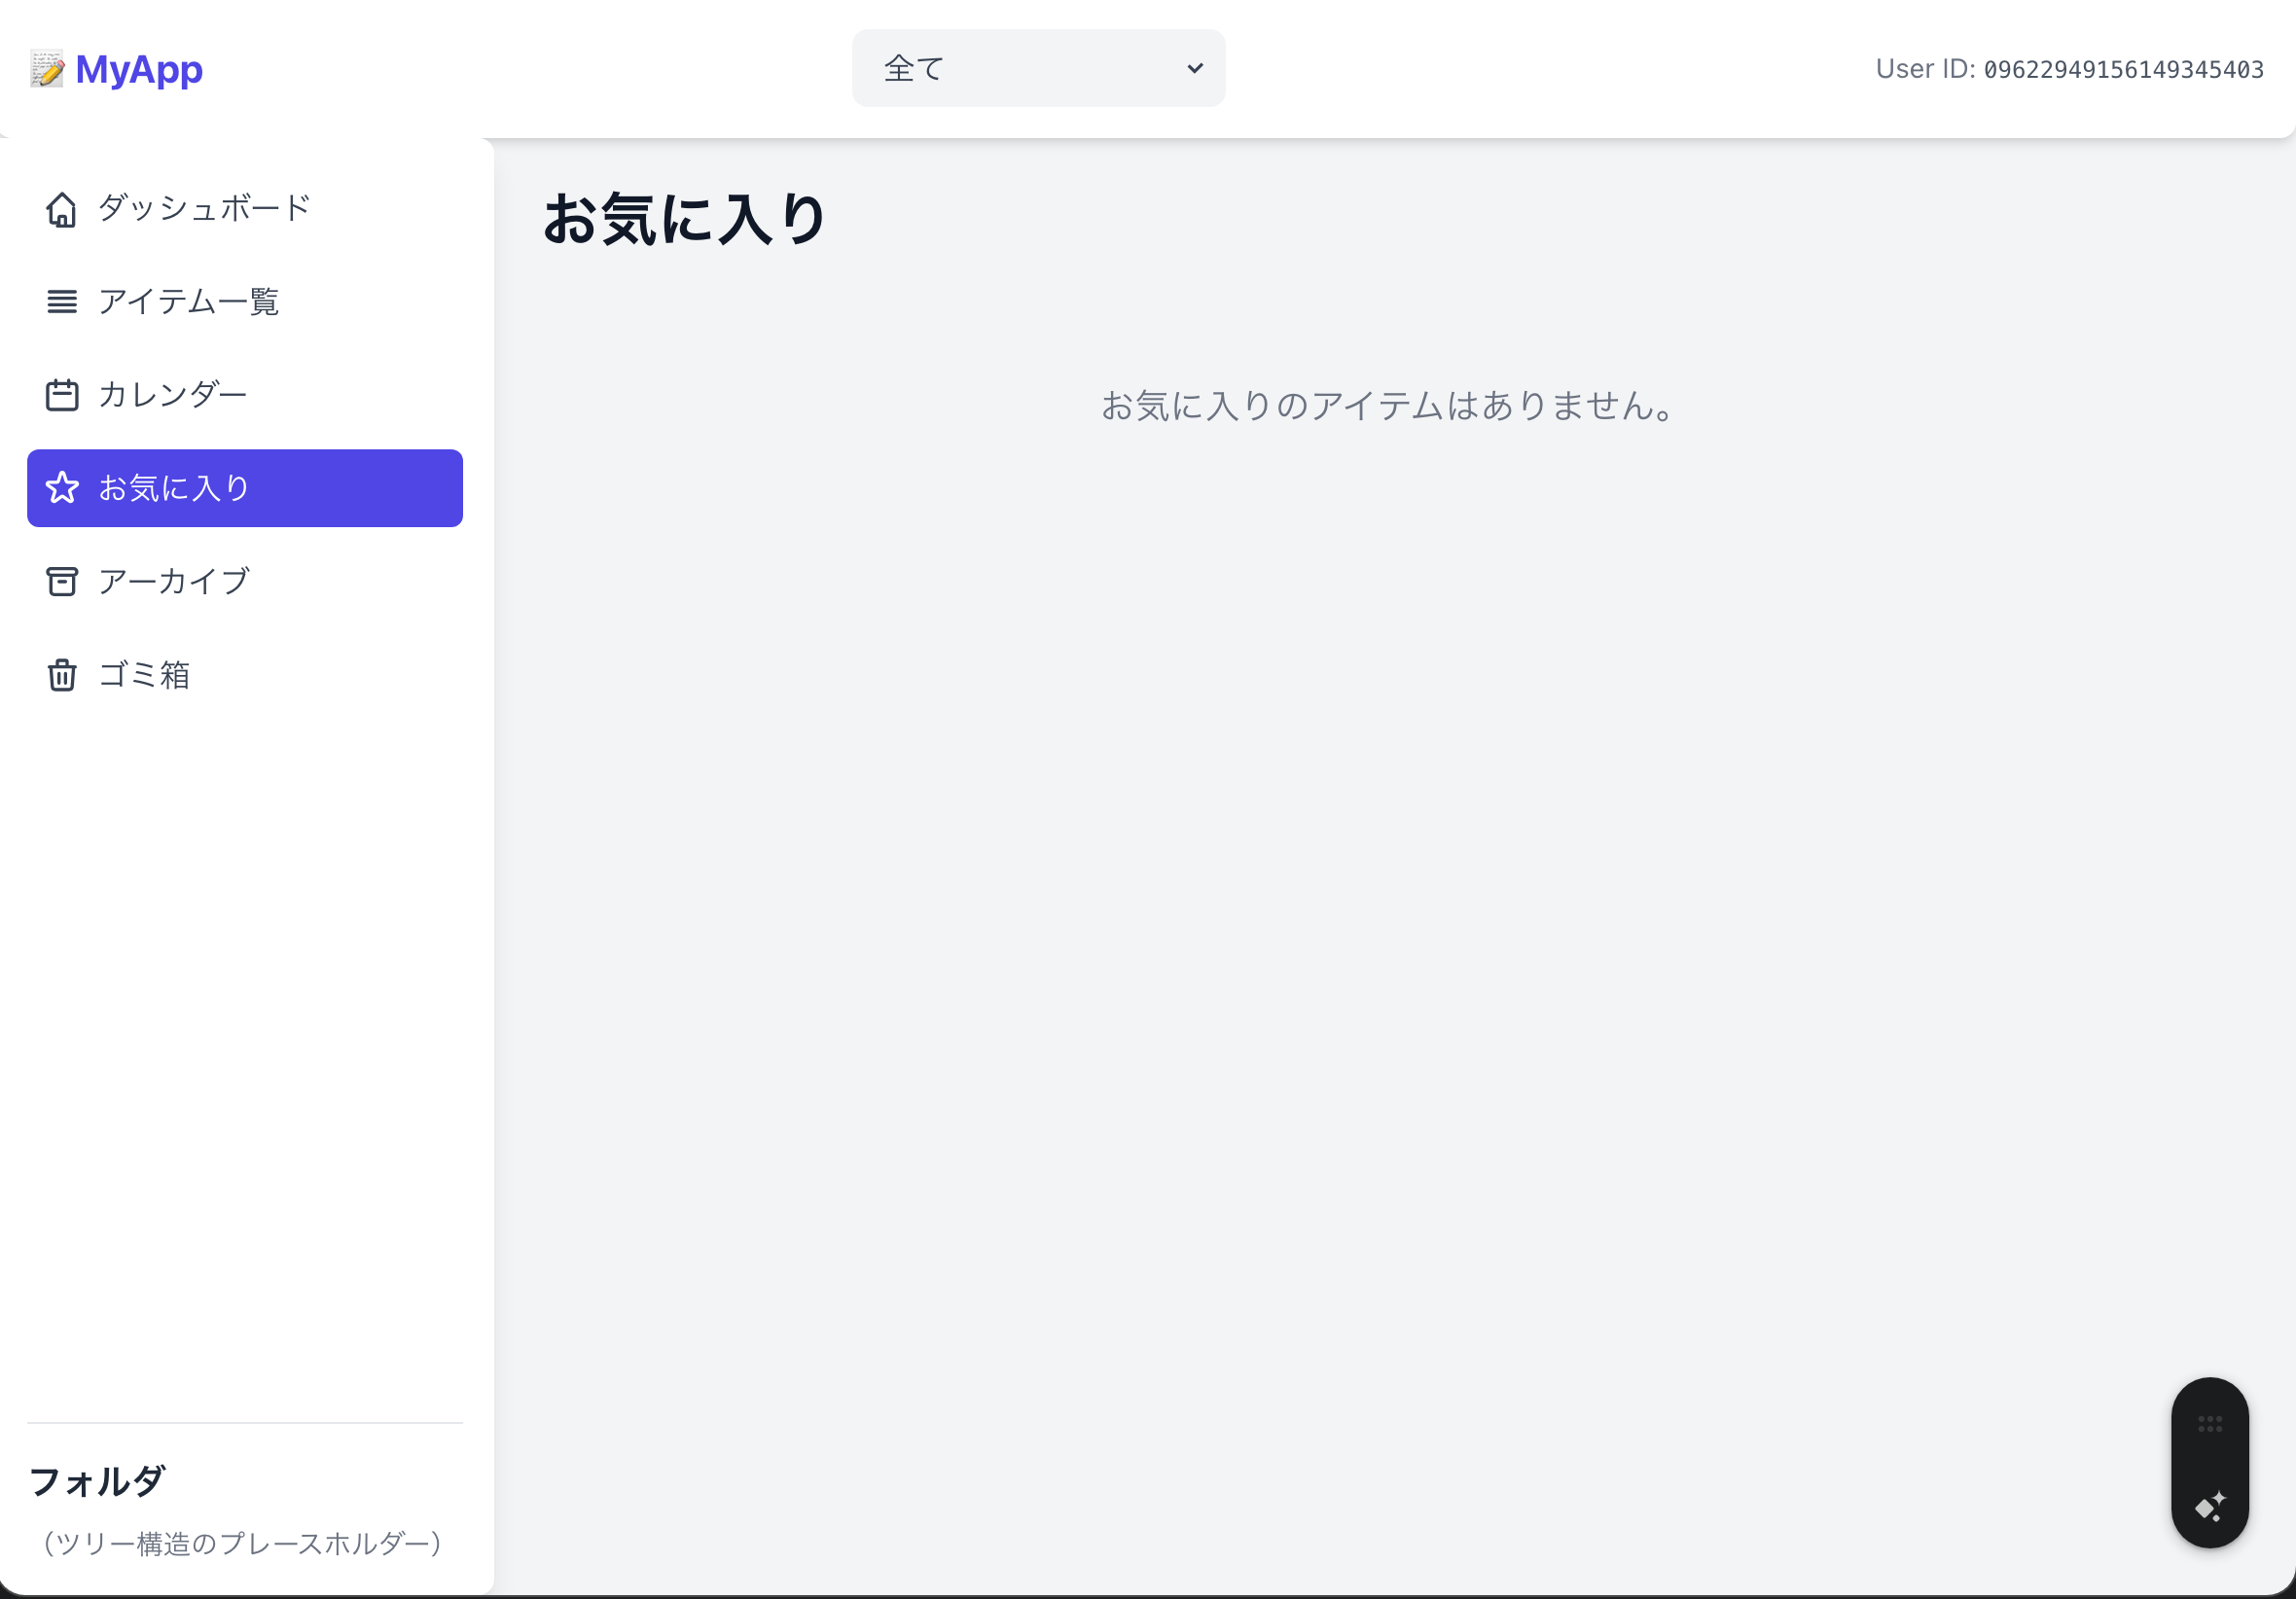 MyApp
全て
User ID: 09622949156149345403
ダッシュボード
アイテム一覧
カレンダー
お気に入り
アーカイブ
ゴミ箱
フォルダ
（ツリー構造のプレースホルダー）
お気に入り
お気に入りのアイテムはありません。